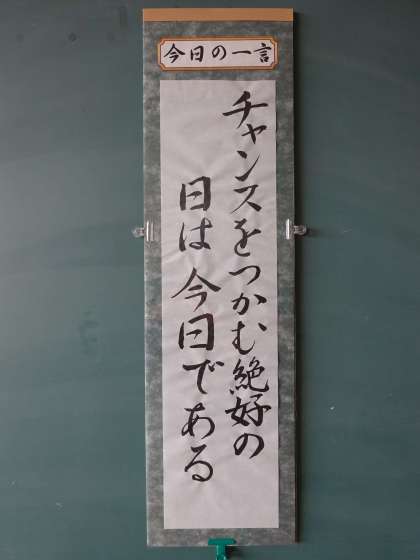 今日の一言
チャンスをつかむ絶好の
日は今日である